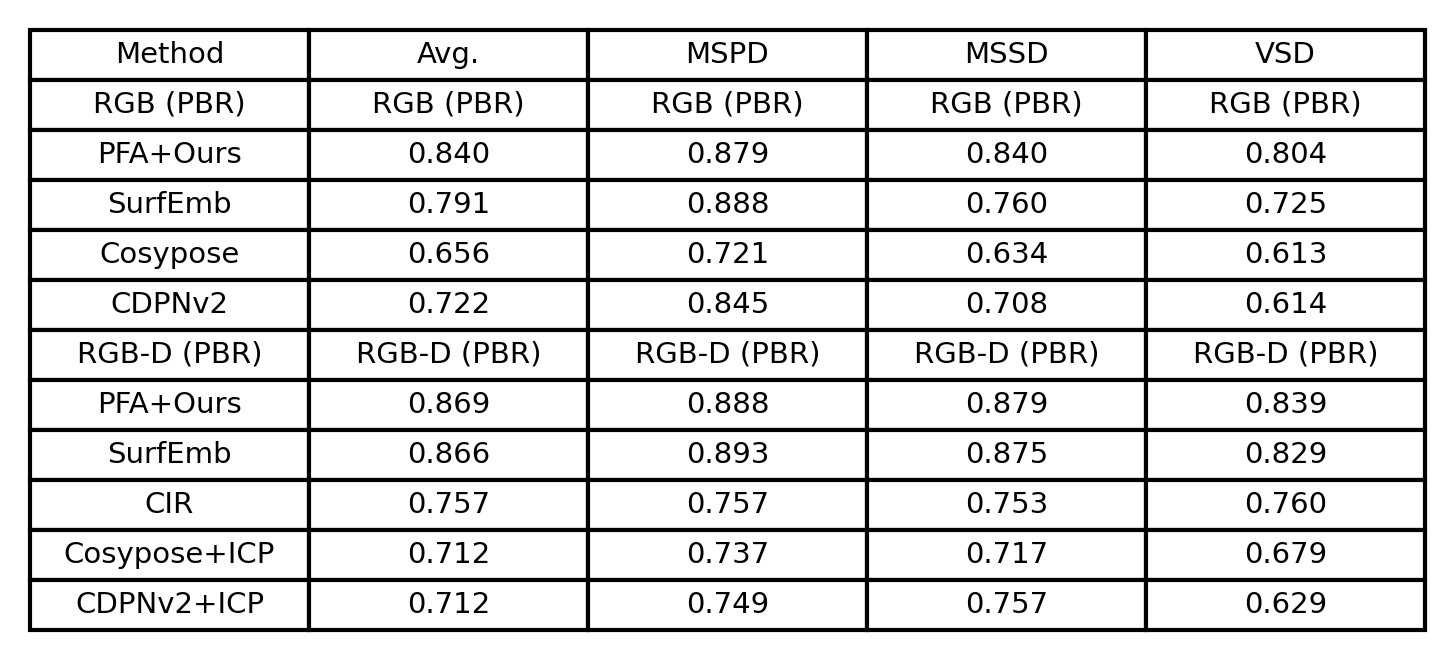 Method Avg. MSPD MSSD VSD
RGB (PBR) RGB (PBR) RGB (PBR) RGB (PBR) RGB (PBR)
PFA+Ours 0.840 0.879 0.840 0.804
SurfEmb 0.791 0.888 0.760 0.725
Cosypose 0.656 0.721 0.634 0.613
CDPNv2 0.722 0.845 0.708 0.614
RGB-D (PBR) RGB-D (PBR) RGB-D (PBR) RGB-D (PBR) RGB-D (PBR)
PFA+Ours 0.869 0.888 0.879 0.839
SurfEmb 0.866 0.893 0.875 0.829
CIR 0.757 0.757 0.753 0.760
Cosypose+ICP 0.712 0.737 0.717 0.679
CDPNv2+ICP 0.712 0.749 0.757 0.629